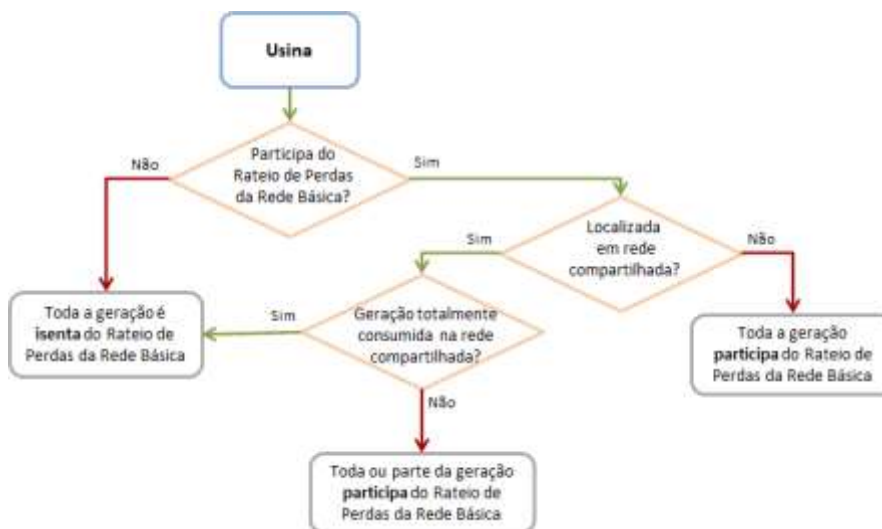 Usina
Participa do
Rateio de Perdas
da Rede Básica?
Não
Sim
Localizada
em rede
compartilhada?
Sim
Não
Toda a geração é
isenta do Rateio de
Perdas da Rede Básica
Sim
Geração totalmente
consumida na rede
compartilhada?
Toda a geração
participa do Rateio de
Perdas da Rede Básica
Não
Toda ou parte da geração
participa do Rateio de
Perdas da Rede Básica